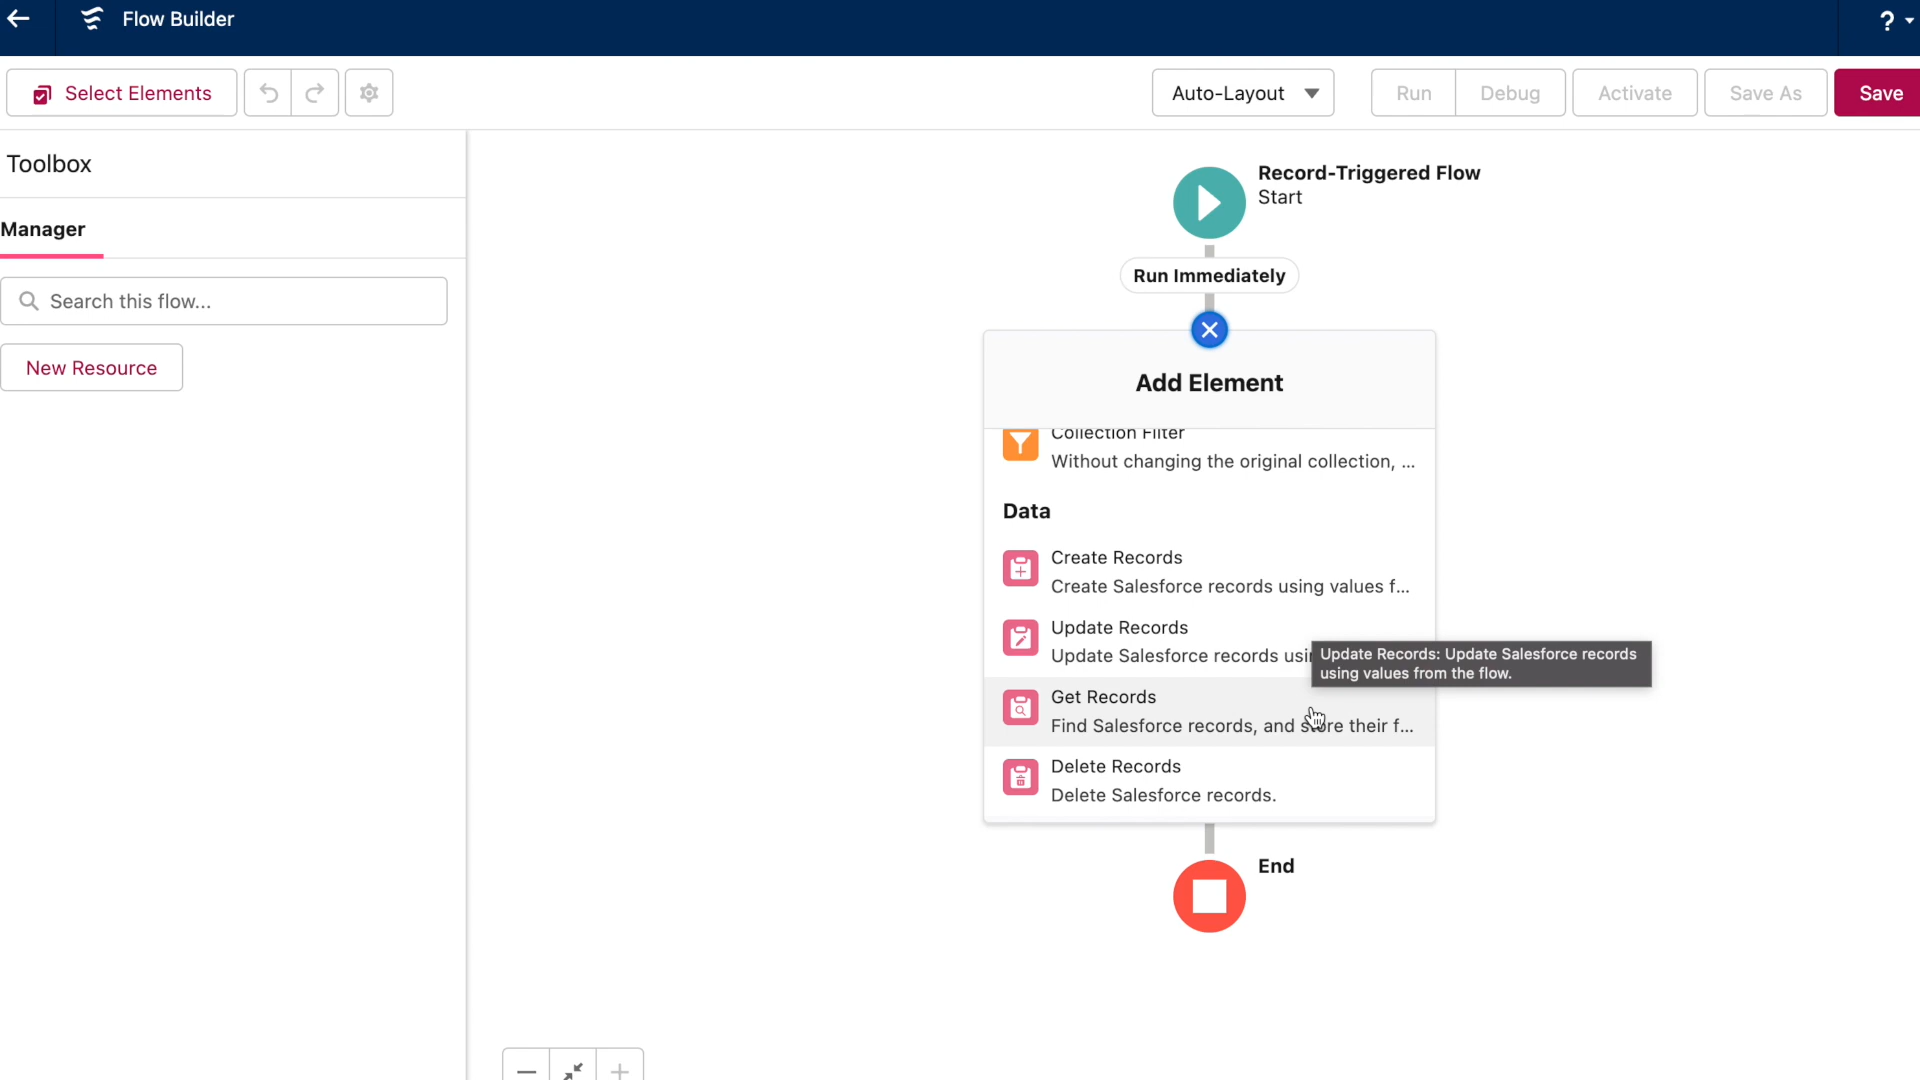 Flow Builder
?
Select Elements
Auto-Layout
Run
Debug
Activate
Save As
Save
Toolbox
Record-Triggered Flow
Start
Manager
Run Immediately
Search this flow...
New Resource
Add Element
Collection Filter
Without changing the original collection, ...
Data
Create Records
Create Salesforce records using values f...
Update Records
Update Salesforce records usin
Update Records: Update Salesforce records
using values from the flow.
Get Records
Find Salesforce records, and store their f...
Delete Records
Delete Salesforce records.
End